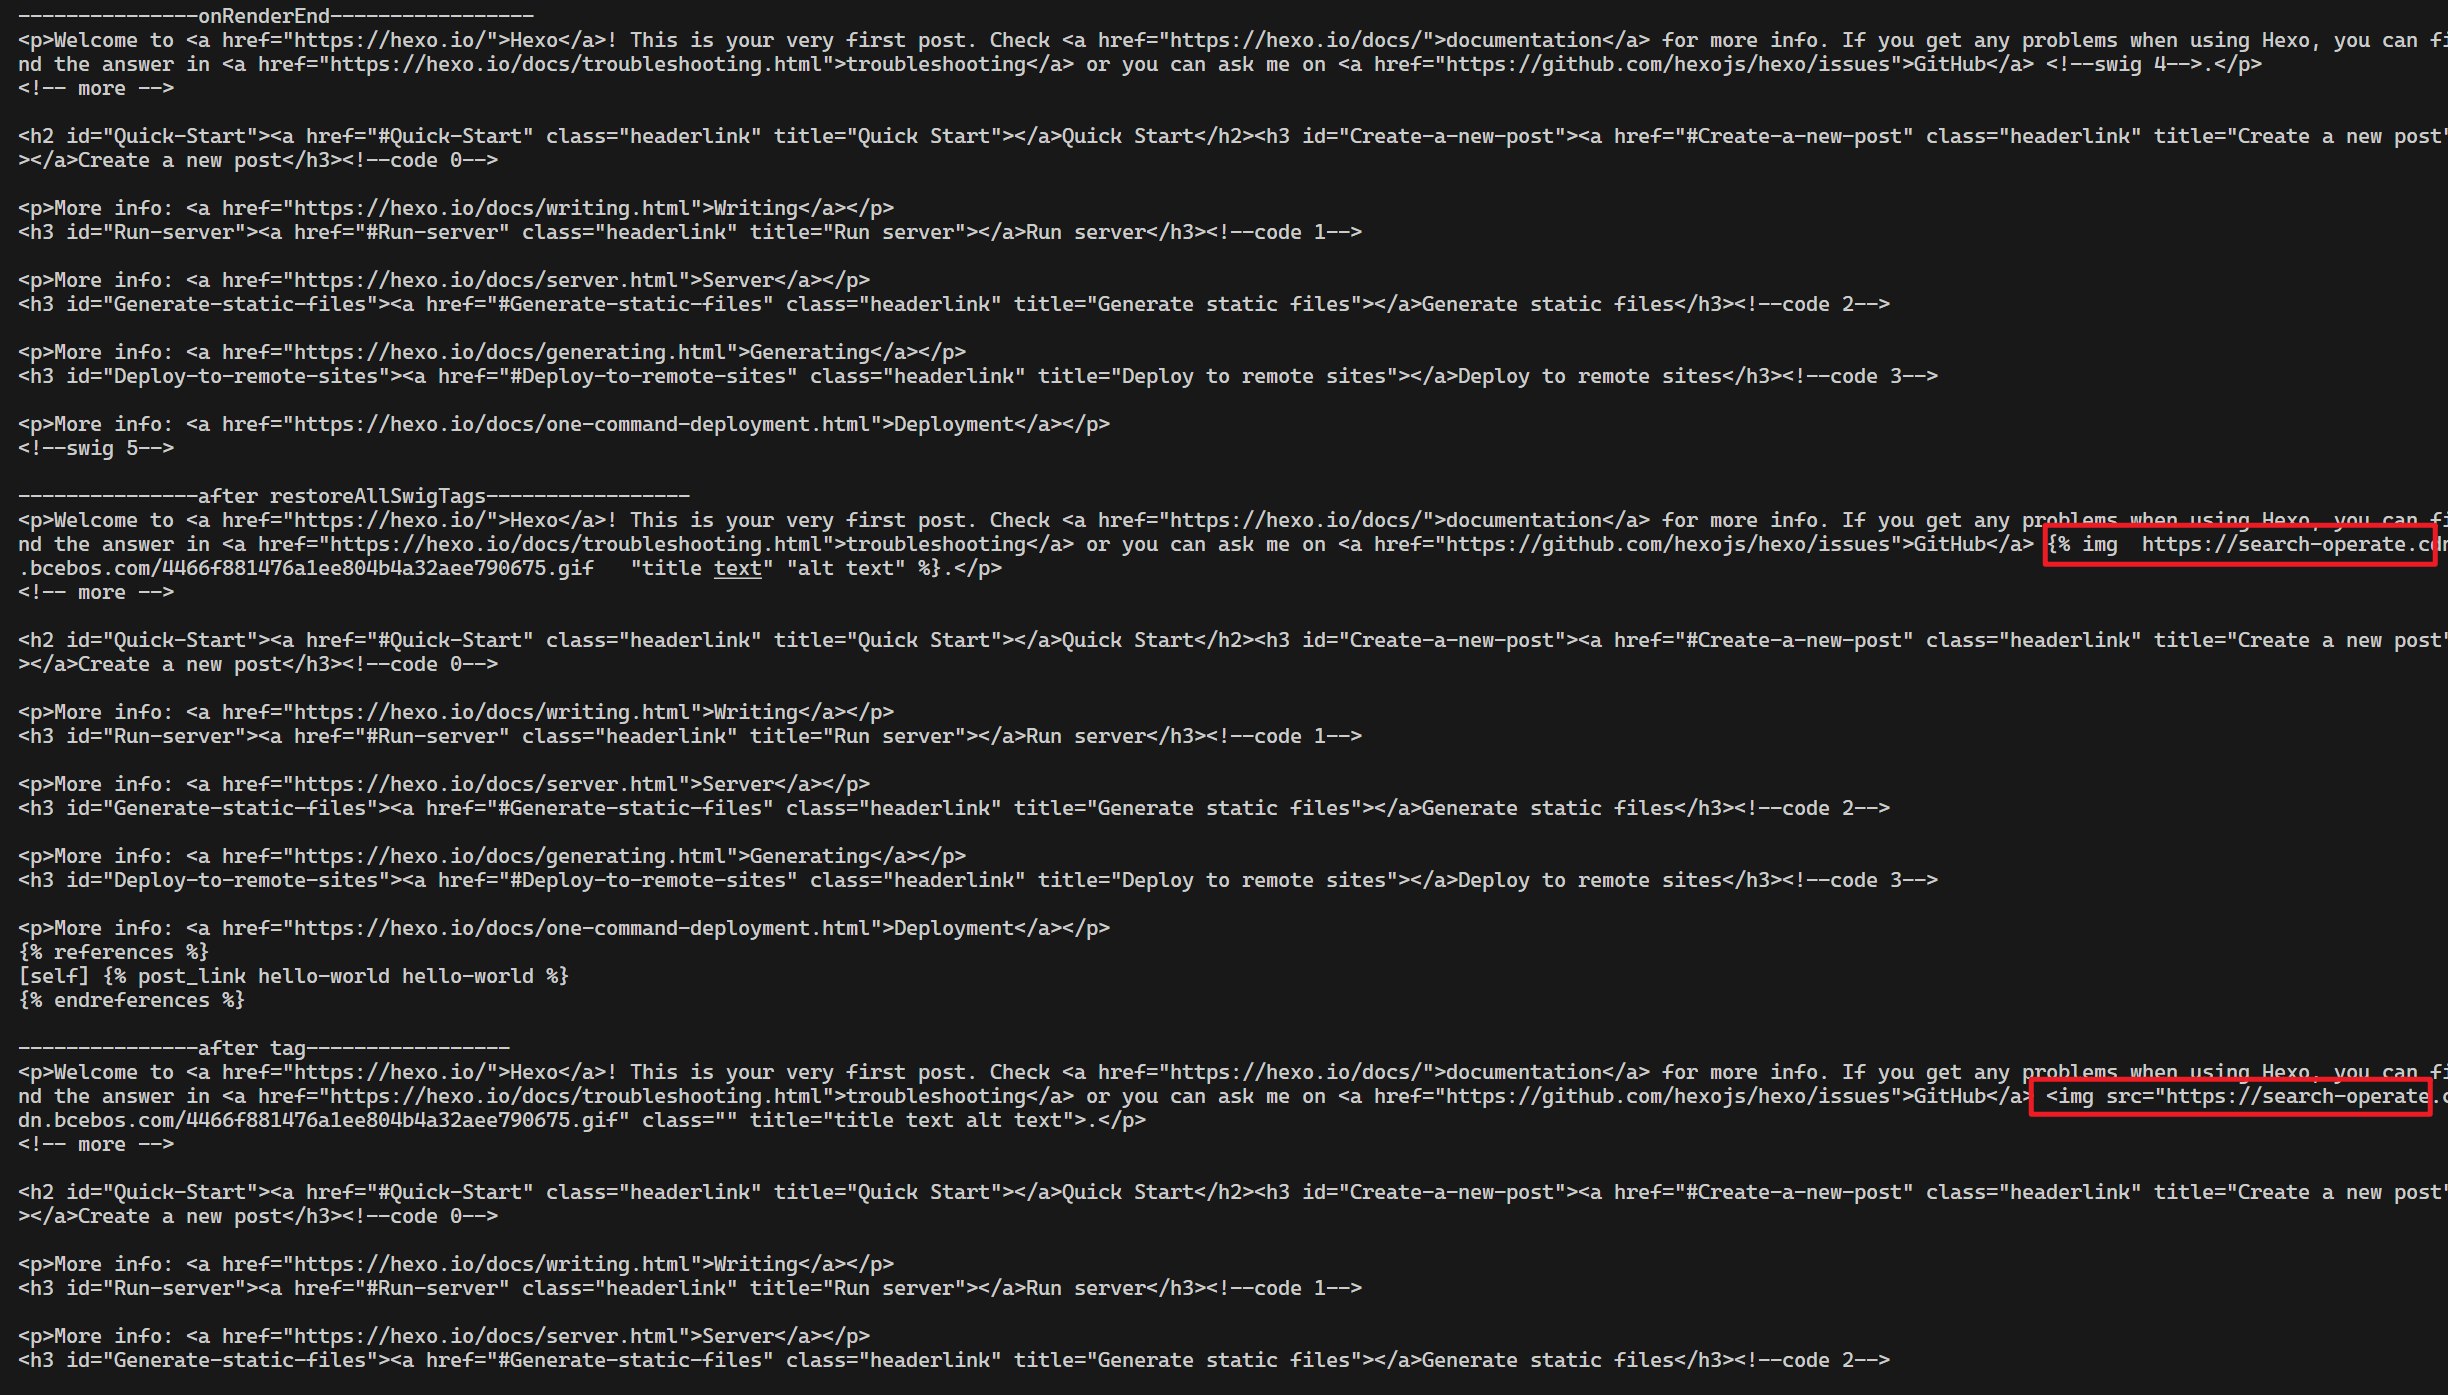 ---------------onRenderEnd-----------------
<p>Welcome to <a href="https://hexo.io/">Hexo</a>! This is your very first post. Check <a href="https://hexo.io/docs/">documentation</a> for more info. If you get any problems when using Hexo, you can fi
nd the answer in <a href="https://hexo.io/docs/troubleshooting.html">troubleshooting</a> or you can ask me on <a href="https://github.com/hexojs/hexo/issues">GitHub</a> <!--swig 4-->.</p>
<!-- more -->
<h2 id="Quick-Start"><a href="#Quick-Start" class="headerlink" title="Quick Start"></a>Quick Start</h2><h3 id="Create-a-new-post"><a href="#Create-a-new-post" class="headerlink" title="Create a new post"
></a>Create a new post</h3><!--code 0-->
<p>More info: <a href="https://hexo.io/docs/writing.html">Writing</a></p>
<h3 id="Run-server"><a href="#Run-server" class="headerlink" title="Run server"></a>Run server</h3><!--code 1-->
<p>More info: <a href="https://hexo.io/docs/server.html">Server</a></p>
<h3 id="Generate-static-files"><a href="#Generate-static-files" class="headerlink" title="Generate static files"></a>Generate static files</h3><!--code 2-->
<p>More info: <a href="https://hexo.io/docs/generating.html">Generating</a></p>
<h3 id="Deploy-to-remote-sites"><a href="#Deploy-to-remote-sites" class="headerlink" title="Deploy to remote sites"></a>Deploy to remote sites</h3><!--code 3-->
<p>More info: <a href="https://hexo.io/docs/one-command-deployment.html">Deployment</a></p>
<!--swig 5-->
---------------after restoreAllSwigTags-----------------
<p>Welcome to <a href="https://hexo.io/">Hexo</a>! This is your very first post. Check <a href="https://hexo.io/docs/">documentation</a> for more info. If you get any problems when using Hexo, you can fi
nd the answer in <a href="https://hexo.io/docs/troubleshooting.html">troubleshooting</a> or you can ask me on <a href="https://github.com/hexojs/hexo/issues">GitHub</a> {% img  https://search-operate.cdn
.bcebos.com/4466f881476a1ee804b4a32aee790675.gif   "title text" "alt text" %}.</p>
<!-- more -->
<h2 id="Quick-Start"><a href="#Quick-Start" class="headerlink" title="Quick Start"></a>Quick Start</h2><h3 id="Create-a-new-post"><a href="#Create-a-new-post" class="headerlink" title="Create a new post"
></a>Create a new post</h3><!--code 0-->
<p>More info: <a href="https://hexo.io/docs/writing.html">Writing</a></p>
<h3 id="Run-server"><a href="#Run-server" class="headerlink" title="Run server"></a>Run server</h3><!--code 1-->
<p>More info: <a href="https://hexo.io/docs/server.html">Server</a></p>
<h3 id="Generate-static-files"><a href="#Generate-static-files" class="headerlink" title="Generate static files"></a>Generate static files</h3><!--code 2-->
<p>More info: <a href="https://hexo.io/docs/generating.html">Generating</a></p>
<h3 id="Deploy-to-remote-sites"><a href="#Deploy-to-remote-sites" class="headerlink" title="Deploy to remote sites"></a>Deploy to remote sites</h3><!--code 3-->
<p>More info: <a href="https://hexo.io/docs/one-command-deployment.html">Deployment</a></p>
{% references %}
[self] {% post_link hello-world hello-world %}
{% endreferences %}
---------------after tag-----------------
<p>Welcome to <a href="https://hexo.io/">Hexo</a>! This is your very first post. Check <a href="https://hexo.io/docs/">documentation</a> for more info. If you get any problems when using Hexo, you can fi
nd the answer in <a href="https://hexo.io/docs/troubleshooting.html">troubleshooting</a> or you can ask me on <a href="https://github.com/hexojs/hexo/issues">GitHub</a> <img src="https://search-operate.c
dn.bcebos.com/4466f881476a1ee804b4a32aee790675.gif" class="" title="title text alt text">.</p>
<!-- more -->
<h2 id="Quick-Start"><a href="#Quick-Start" class="headerlink" title="Quick Start"></a>Quick Start</h2><h3 id="Create-a-new-post"><a href="#Create-a-new-post" class="headerlink" title="Create a new post"
></a>Create a new post</h3><!--code 0-->
<p>More info: <a href="https://hexo.io/docs/writing.html">Writing</a></p>
<h3 id="Run-server"><a href="#Run-server" class="headerlink" title="Run server"></a>Run server</h3><!--code 1-->
<p>More info: <a href="https://hexo.io/docs/server.html">Server</a></p>
<h3 id="Generate-static-files"><a href="#Generate-static-files" class="headerlink" title="Generate static files"></a>Generate static files</h3><!--code 2-->